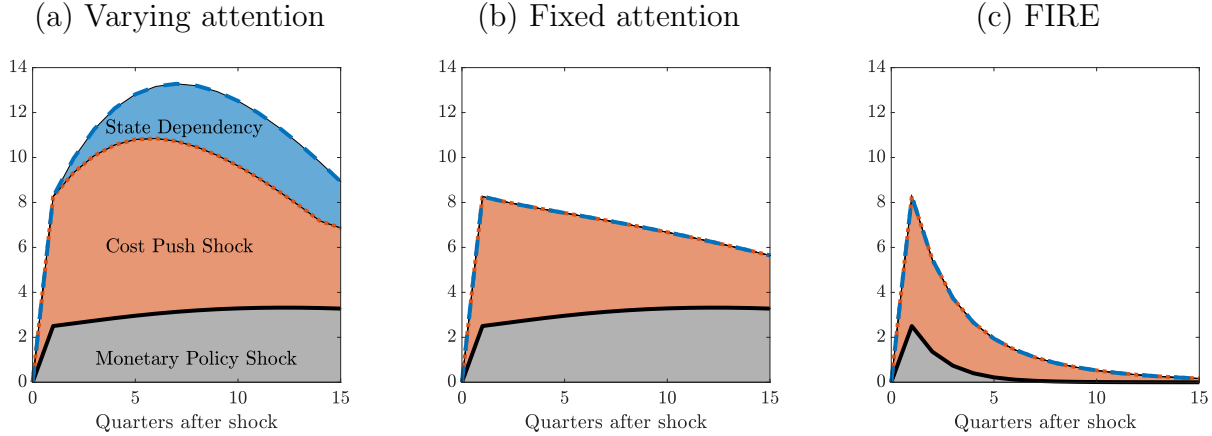 (a) Varying attention
14
12
10
8
6
4
2
0
0 5 10 15
State Dependency
Cost Push Shock
Monetary Policy Shock
Quarters after shock
(b) Fixed attention
14
12
10
8
6
4
2
0
0 5 10 15
Quarters after shock
(c) FIRE
14
12
10
8
6
4
2
0
0 5 10 15
Quarters after shock